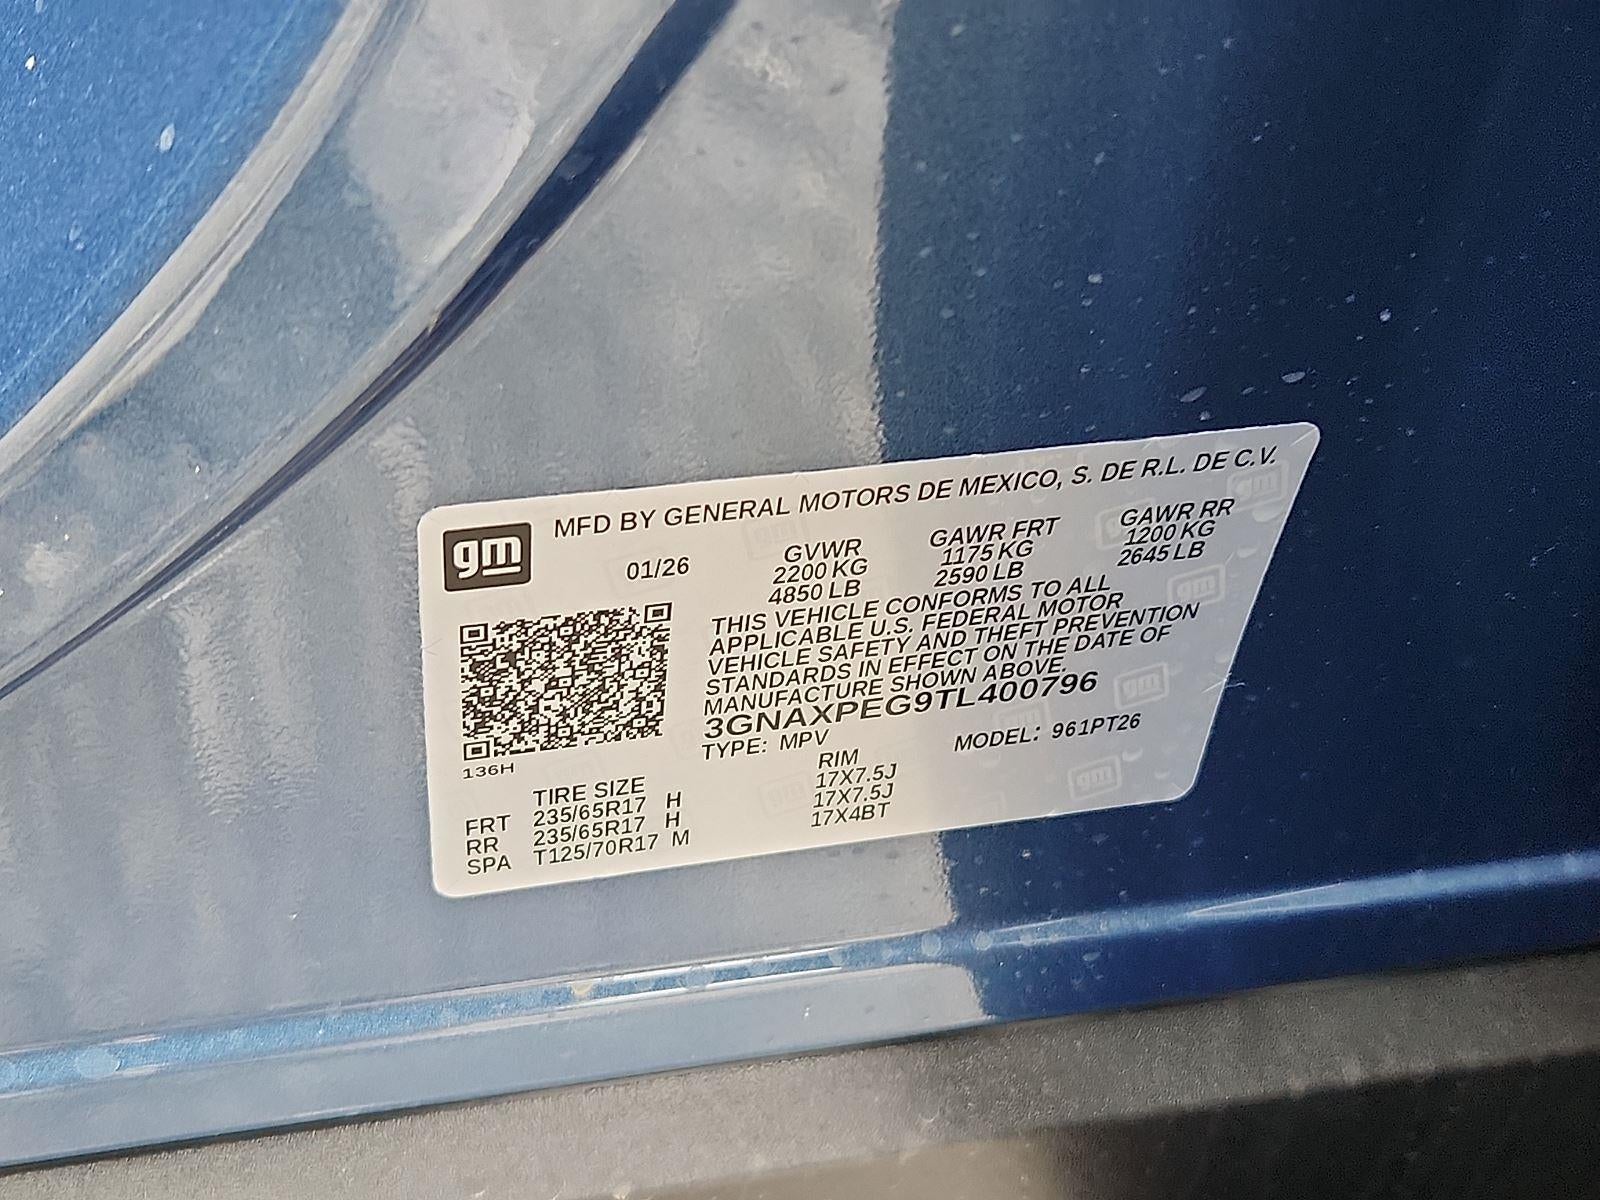 gm
MFD BY GENERAL MOTORS DE MEXICO, S. DE R.L. DE C.V.
01/26
GVWR GAWR FRT GAWR RR
2200 KG 1175 KG 1200 KG
4850 LB 2590 LB 2645 LB
THIS VEHICLE CONFORMS TO ALL
APPLICABLE U.S. FEDERAL MOTOR
VEHICLE SAFETY AND THEFT PREVENTION
STANDARDS IN EFFECT ON THE DATE OF
MANUFACTURE SHOWN ABOVE.
3GNAXPEG9TL400796
TYPE: MPV MODEL: 961PT26
136H
TIRE SIZE RIM
FRT 235/65R17 H 17X7.5J
RR 235/65R17 H 17X7.5J
SPA T125/70R17 M 17X4BT